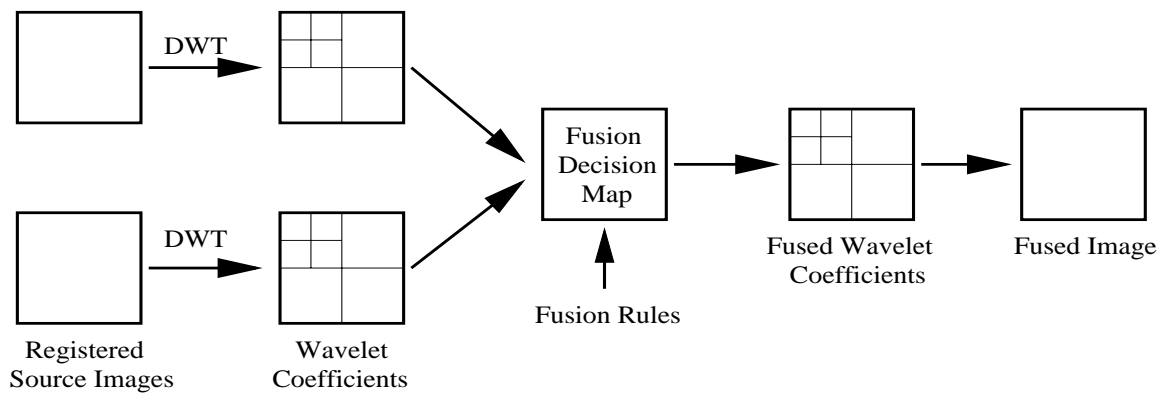 DWT
DWT
Fusion
Decision
Map
Fusion Rules
Registered
Source Images
Wavelet
Coefficients
Fused Wavelet
Coefficients
Fused Image